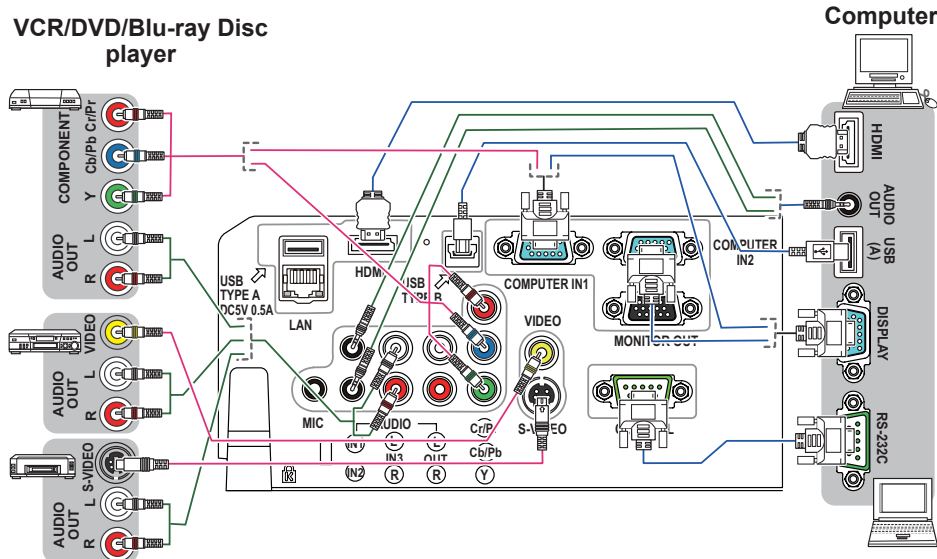 VCR/DVD/Blu-ray Disc
player
Computer
COMPONENT
Cr/Pr
Cb/Pb
Y
AUDIO
OUT
L
R
VIDEO
AUDIO
OUT
L
R
S-VIDEO
AUDIO
OUT
L
R
USB
TYPE A
DC5V 0.5A
LAN
HDMI
USB
TYPE B
COMPUTER IN1
COMPUTER
IN2
MONITOR OUT
VIDEO
S-VIDEO
MIC
AUDIO
IN1
IN2
L
IN3
R
L
OUT
R
Cr/Pr
Cb/Pb
Y
K
HDMI
AUDIO
OUT
USB
(A)
DISPLAY
RS-232C